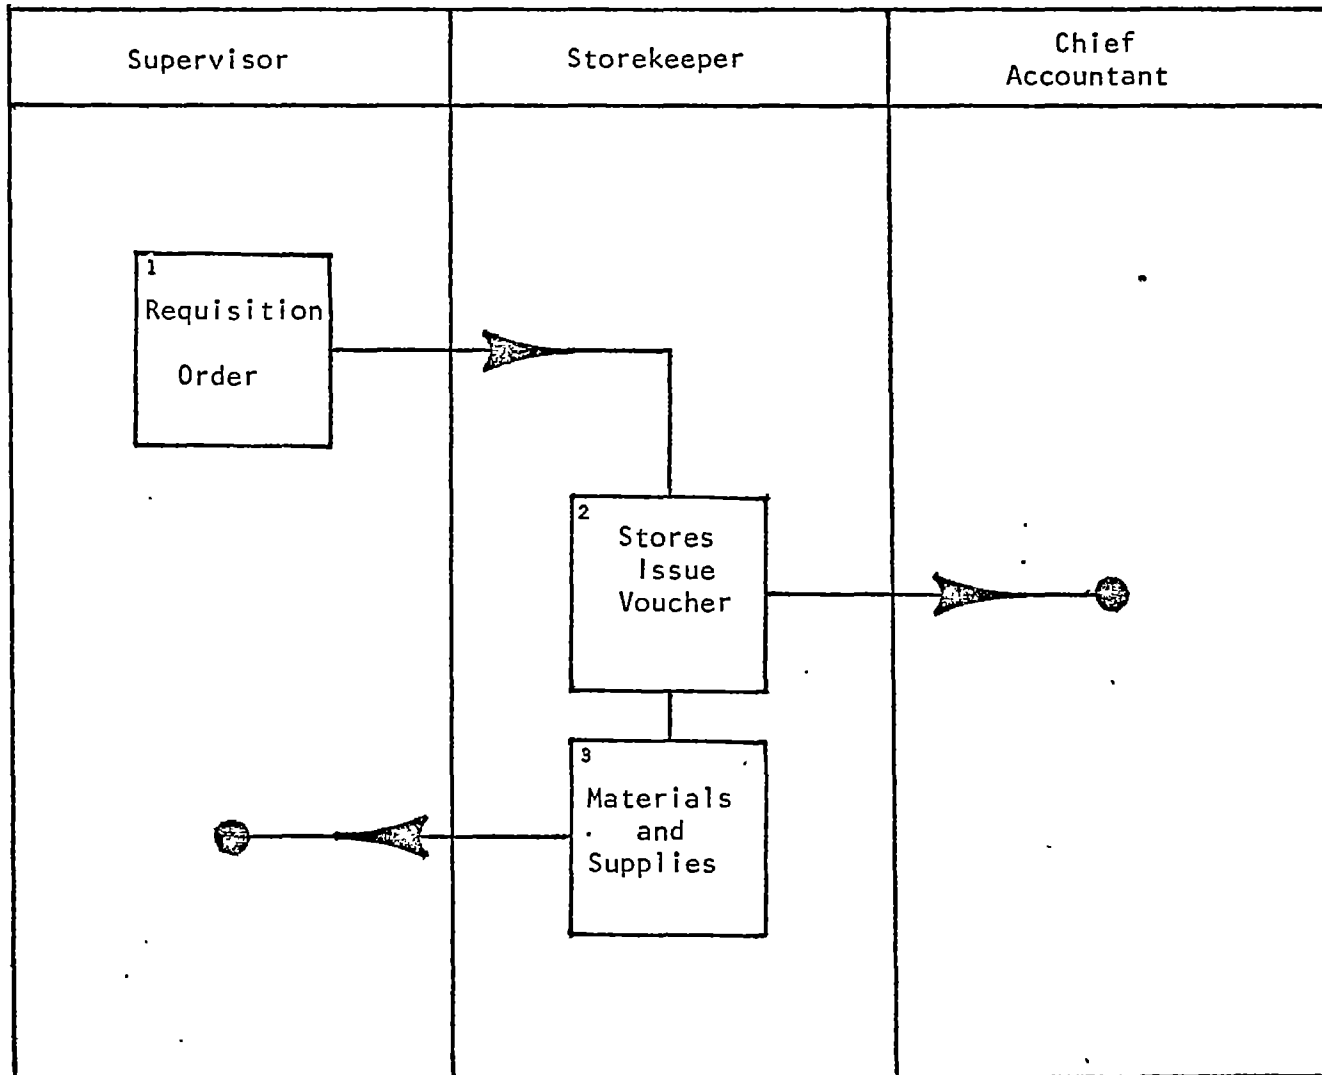 Supervisor
Storekeeper
Chief
Accountant
1
Requisition
Order
2
Stores
Issue
Voucher
3
Materials
and
Supplies